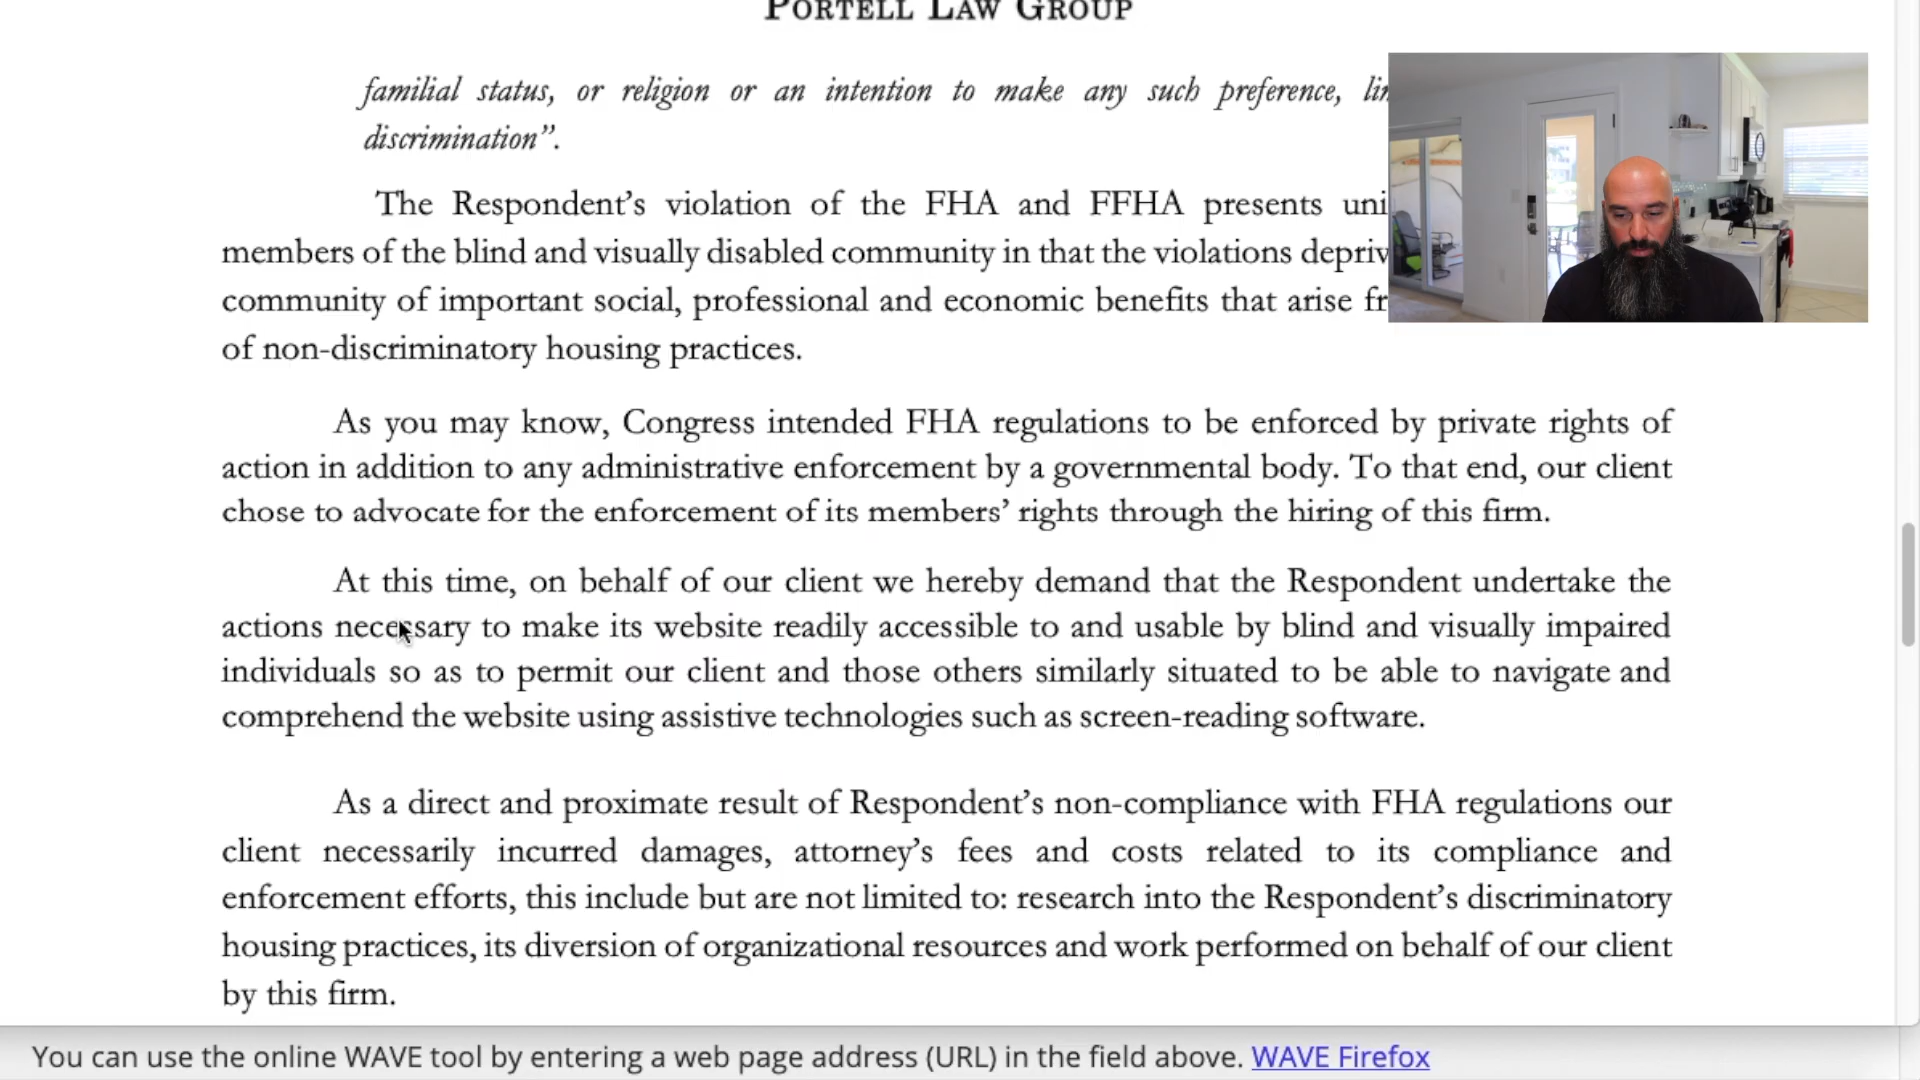 PORTELL LAW GROUP
familial status, or religion or an intention to make any such preference,
discrimination”.
The Respondent’s violation of the FHA and FFHA presents
members of the blind and visually disabled community in that the violations
community of important social, professional and economic benefits that arise
of non-discriminatory housing practices.
As you may know, Congress intended FHA regulations to be enforced by private rights of
action in addition to any administrative enforcement by a governmental body. To that end, our client
chose to advocate for the enforcement of its members’ rights through the hiring of this firm.
At this time, on behalf of our client we hereby demand that the Respondent undertake the
actions necessary to make its website readily accessible to and usable by blind and visually impaired
individuals so as to permit our client and those others similarly situated to be able to navigate and
comprehend the website using assistive technologies such as screen-reading software.
As a direct and proximate result of Respondent’s non-compliance with FHA regulations our
client necessarily incurred damages, attorney’s fees and costs related to its compliance and
enforcement efforts, this include but are not limited to: research into the Respondent’s discriminatory
housing practices, its diversion of organizational resources and work performed on behalf of our client
by this firm.
You can use the online WAVE tool by entering a web page address (URL) in the field above. WAVE Firefox